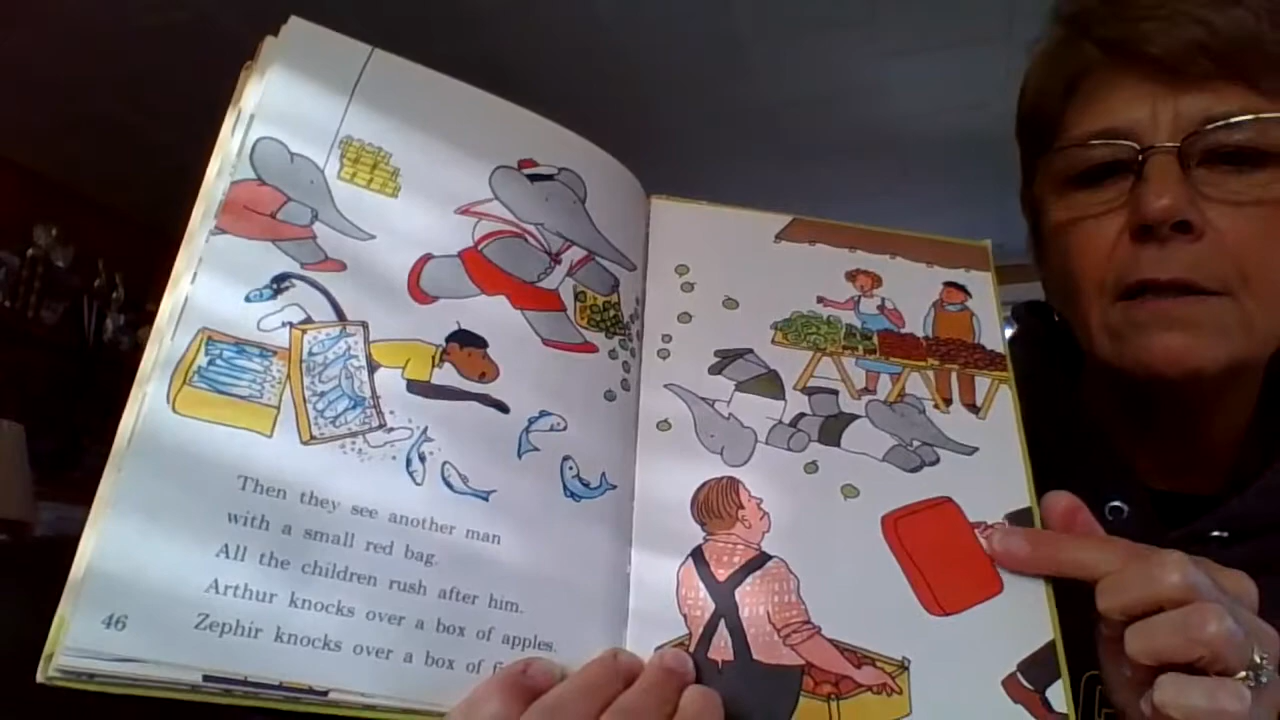 Then they see another man
with a small red bag.
All the children rush after him.
Arthur knocks over a box of apples.
Zephir knocks over a box of
46